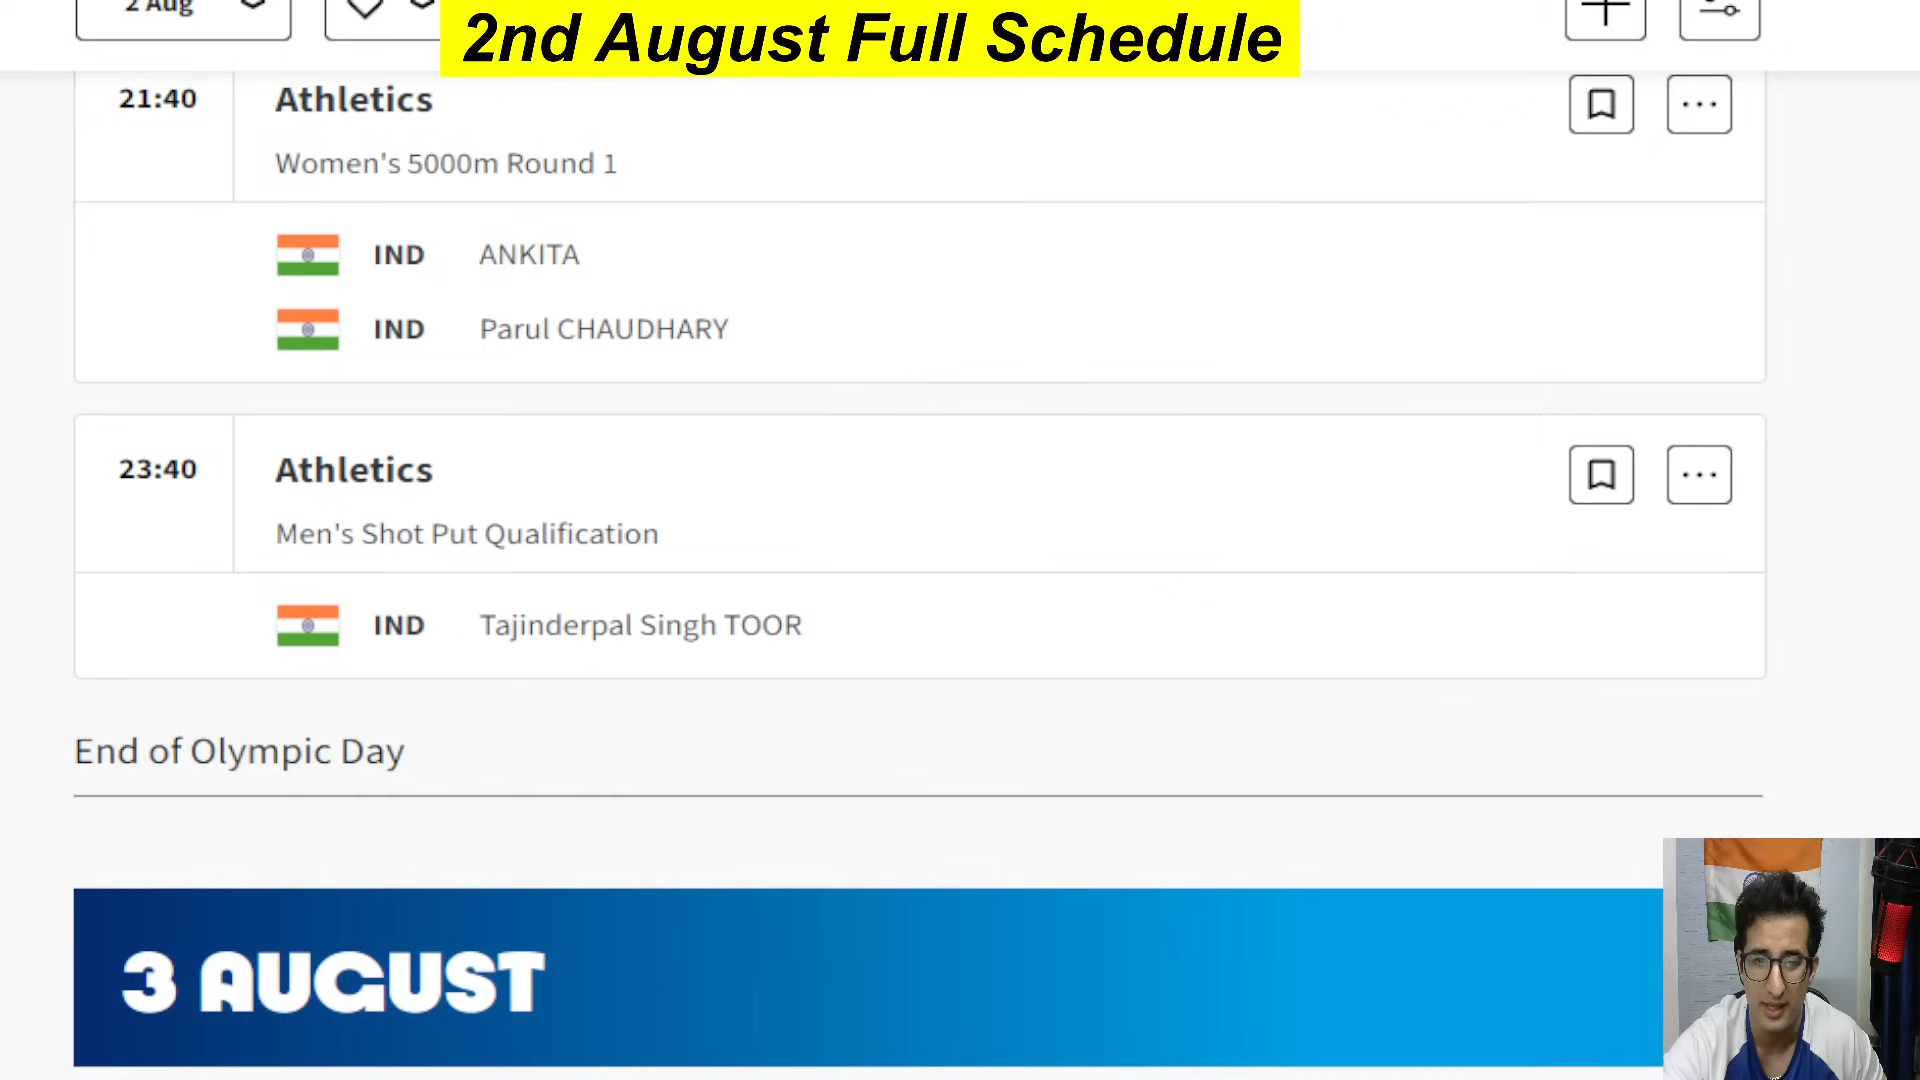 2 Aug
2nd August Full Schedule
21:40
Athletics
Women's 5000m Round 1
IND ANKITA
IND Parul CHAUDHARY
23:40
Athletics
Men's Shot Put Qualification
IND Tajinderpal Singh TOOR
End of Olympic Day
3 AUGUST